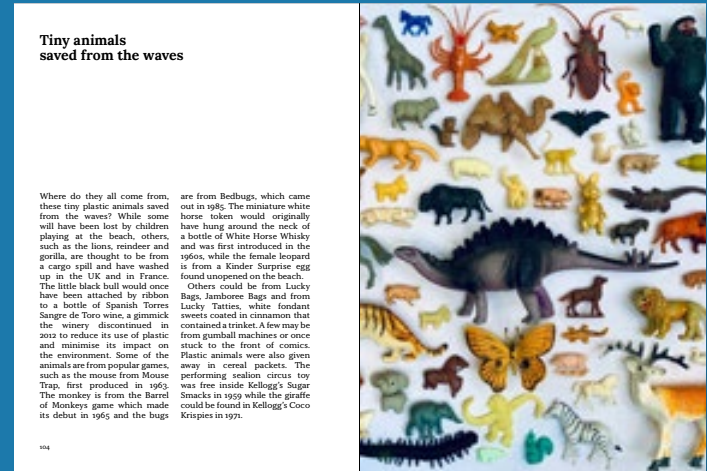 Tiny animals
saved from the waves
Where do they all come from,
these tiny plastic animals saved
from the waves? While some
will have been lost by children
playing at the beach, others,
such as the lions, reindeer and
gorilla, are thought to be from
a cargo spill and have washed
up in the UK and in France.
The little black bull would once
have been attached by ribbon
to a bottle of Spanish Torres
Sangre de Toro wine, a gimmick
the winery discontinued in
2012 to reduce its use of plastic
and minimise its impact on
the environment. Some of the
animals are from popular games,
such as the mouse from Mouse
Trap, first produced in 1963.
The monkey is from the Barrel
of Monkeys game which made
its debut in 1965 and the bugs
are from Bedbugs, which came
out in 1985. The miniature white
horse token would originally
have hung around the neck of
a bottle of White Horse Whisky
and was first introduced in the
1960s, while the female leopard
is from a Kinder Surprise egg
found unopened on the beach.
Others could be from Lucky
Bags, Jamboree Bags and from
Lucky Tatties, white fondant
sweets coated in cinnamon that
contained a trinket. A few may be
from gumball machines or once
stuck to the front of comics.
Plastic animals were also given
away in cereal packets. The
performing sealion circus toy
was free inside Kellogg's Sugar
Smacks in 1959 while the giraffe
could be found in Kellogg's Coco
Krispies in 1971.
104